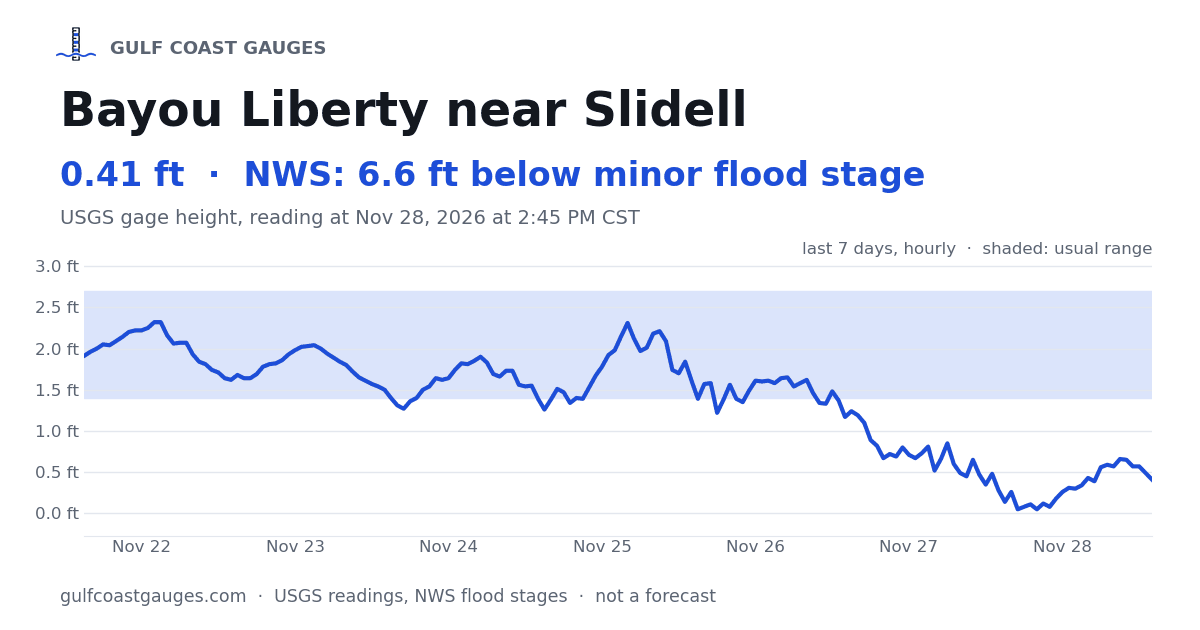 GULF COAST GAUGES
Bayou Liberty near Slidell
0.41 ft · NWS: 6.6 ft below minor flood stage
USGS gage height, reading at Nov 28, 2026 at 2:45 PM CST
last 7 days, hourly · shaded: usual range
3.0 ft
2.5 ft
2.0 ft
1.5 ft
1.0 ft
0.5 ft
0.0 ft
Nov 22 Nov 23 Nov 24 Nov 25 Nov 26 Nov 27 Nov 28
gulfcoastgauges.com · USGS readings, NWS flood stages · not a forecast